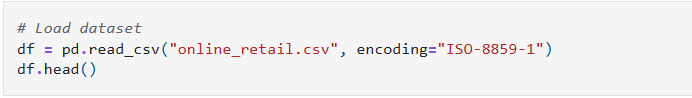 # Load dataset
df = pd.read_csv("online_retail.csv", encoding="ISO-8859-1")
df.head()